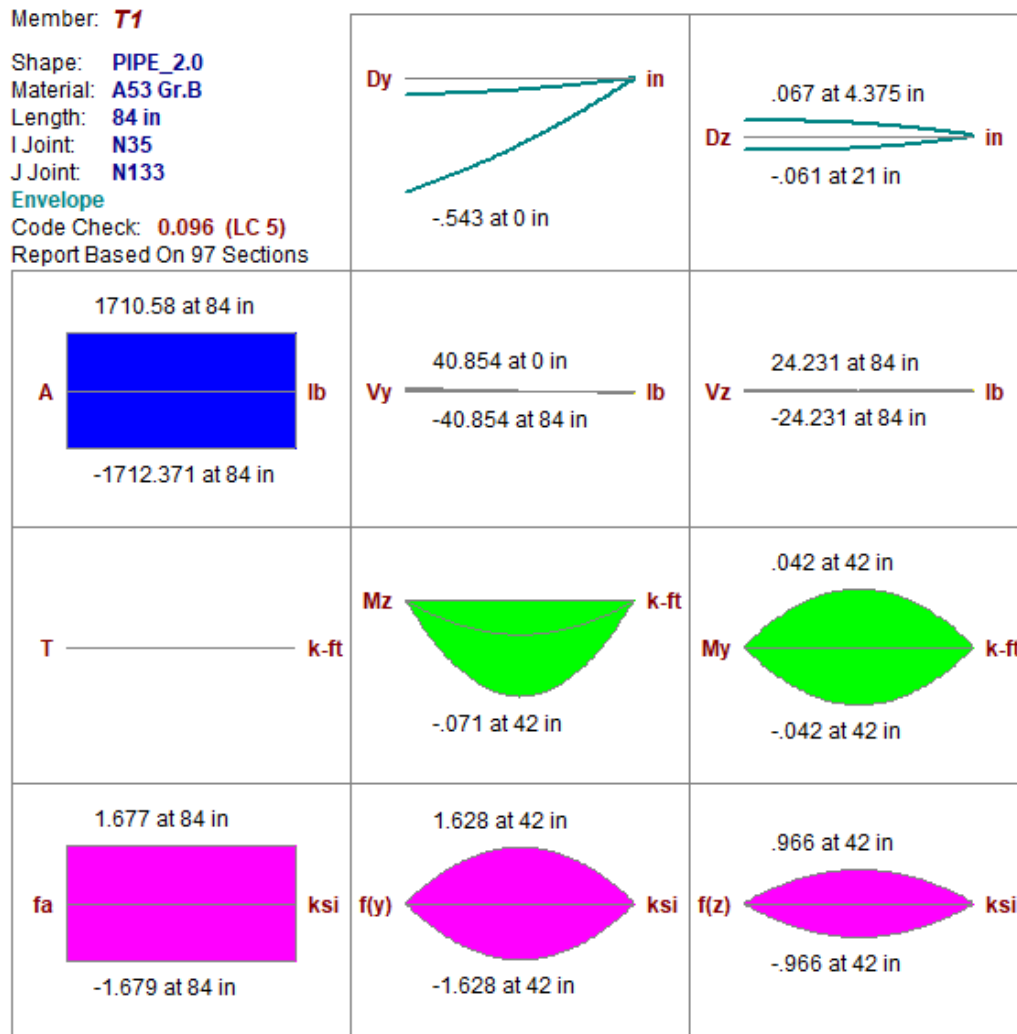 Member: T1
Shape: PIPE_2.0
Material: A53 Gr.B
Length: 84 in
I Joint: N35
J Joint: N133
Envelope
Code Check: 0.096 (LC 5)
Report Based On 97 Sections
Dy in
-.543 at 0 in
.067 at 4.375 in
Dz in
-.061 at 21 in
1710.58 at 84 in
A lb
-1712.371 at 84 in
40.854 at 0 in
Vy lb
-40.854 at 84 in
24.231 at 84 in
Vz lb
-24.231 at 84 in
T k-ft
Mz k-ft
-.071 at 42 in
.042 at 42 in
My k-ft
-.042 at 42 in
1.677 at 84 in
fa ksi
-1.679 at 84 in
1.628 at 42 in
f(y) ksi
-1.628 at 42 in
.966 at 42 in
f(z) ksi
-.966 at 42 in